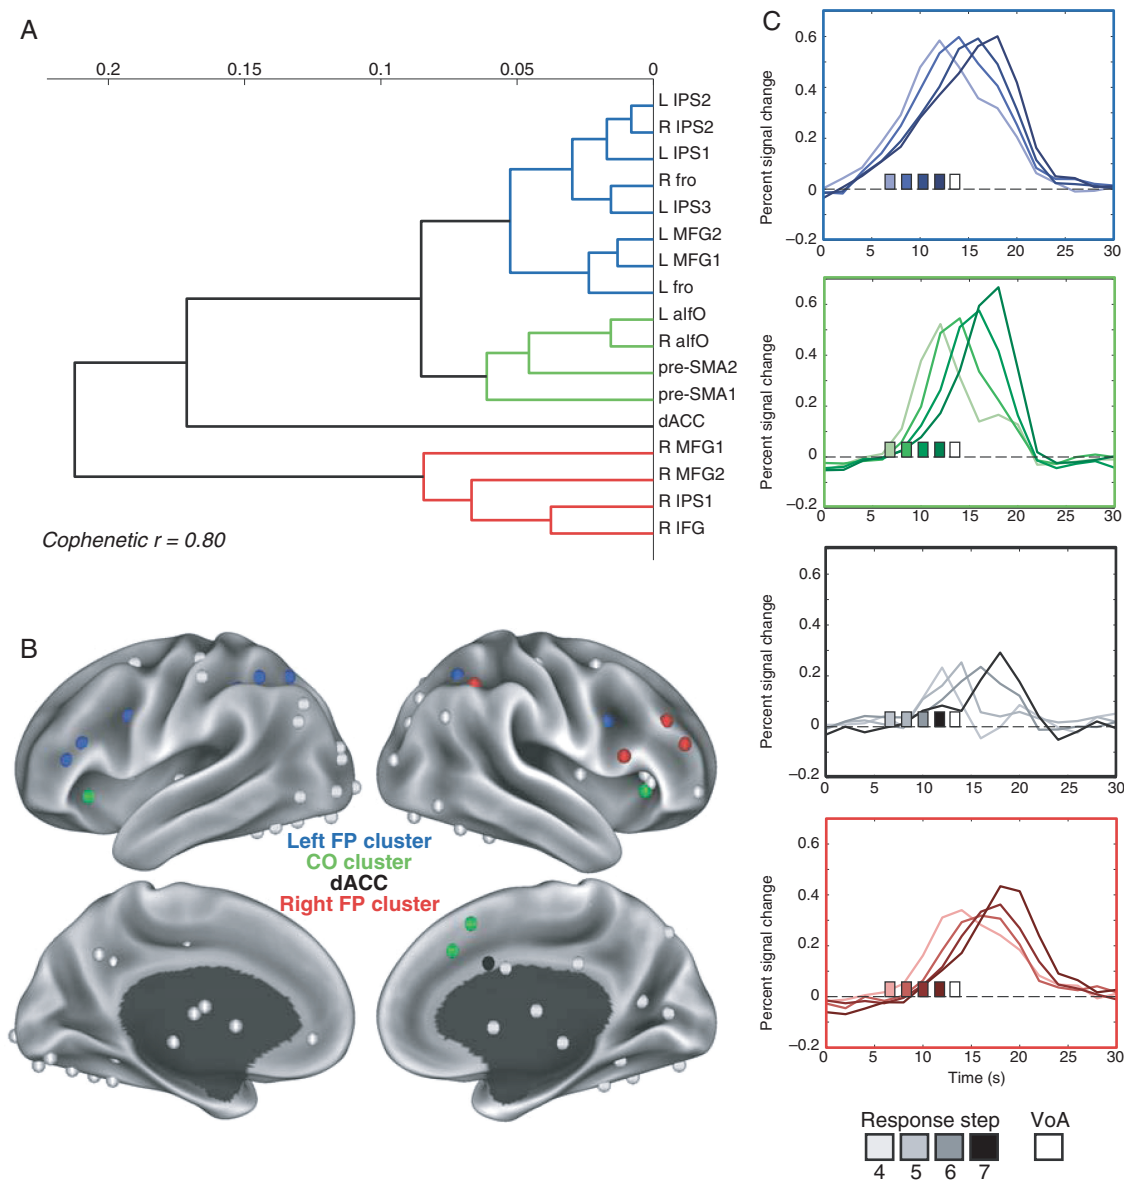 A
0.2 0.15 0.1 0.05 0
L IPS2
R IPS2
L IPS1
R fro
L IPS3
L MFG2
L MFG1
L fro
L aIfO
R aIfO
pre-SMA2
pre-SMA1
dACC
R MFG1
R MFG2
R IPS1
R IFG
Cophenetic r = 0.80
B
Left FP cluster
CO cluster
dACC
Right FP cluster
C
Percent signal change
0.6
0.4
0.2
0
–0.2
0 5 10 15 20 25 30
Percent signal change
0.6
0.4
0.2
0
–0.2
0 5 10 15 20 25 30
Percent signal change
0.6
0.4
0.2
0
–0.2
0 5 10 15 20 25 30
Percent signal change
0.6
0.4
0.2
0
–0.2
0 5 10 15 20 25 30
Time (s)
Response step VoA
4 5 6 7